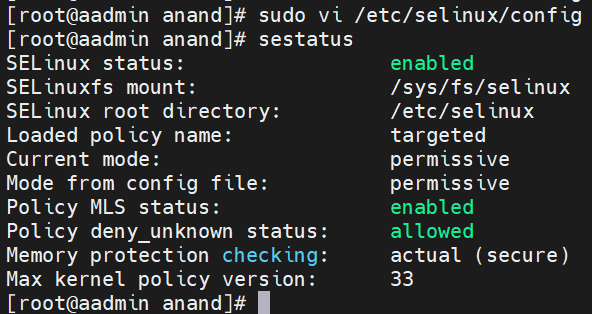 [root@aadmin anand]# sudo vi /etc/selinux/config
[root@aadmin anand]# sestatus
SELinux status:                 enabled
SELinuxfs mount:                /sys/fs/selinux
SELinux root directory:         /etc/selinux
Loaded policy name:             targeted
Current mode:                   permissive
Mode from config file:          permissive
Policy MLS status:              enabled
Policy deny_unknown status:     allowed
Memory protection checking:     actual (secure)
Max kernel policy version:      33
[root@aadmin anand]#